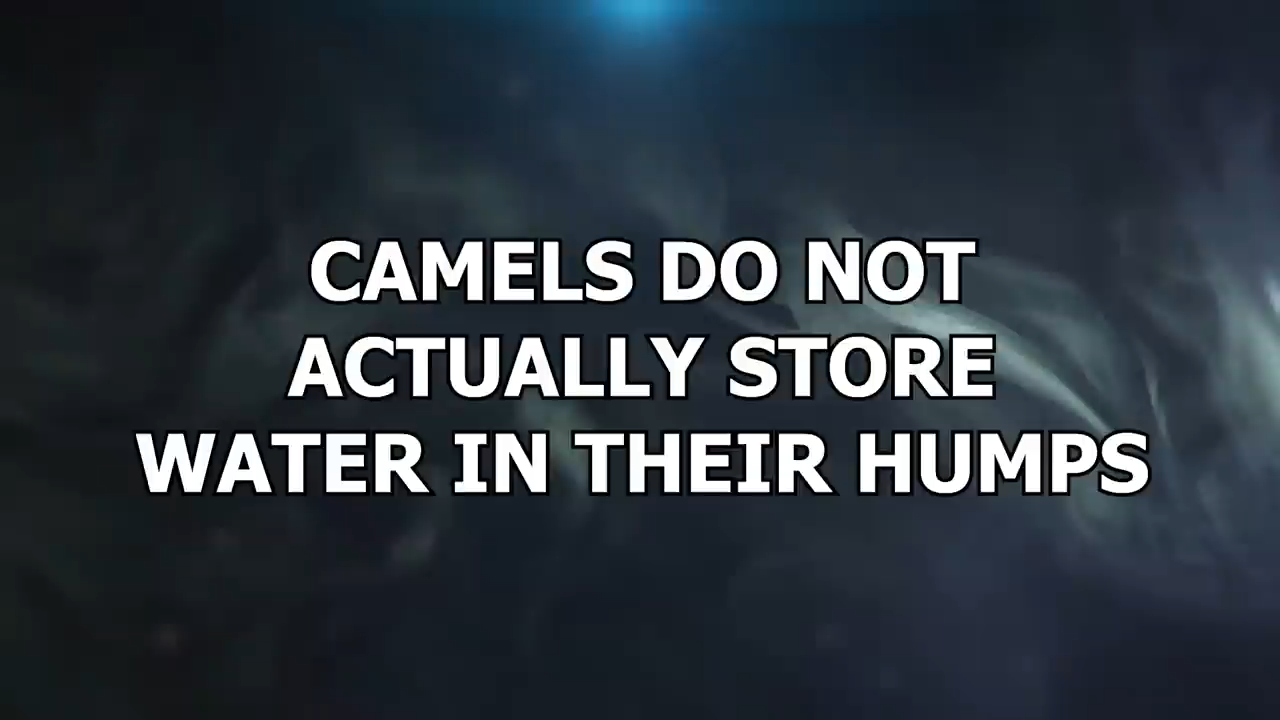 CAMELS DO NOT
ACTUALLY STORE
WATER IN THEIR HUMPS